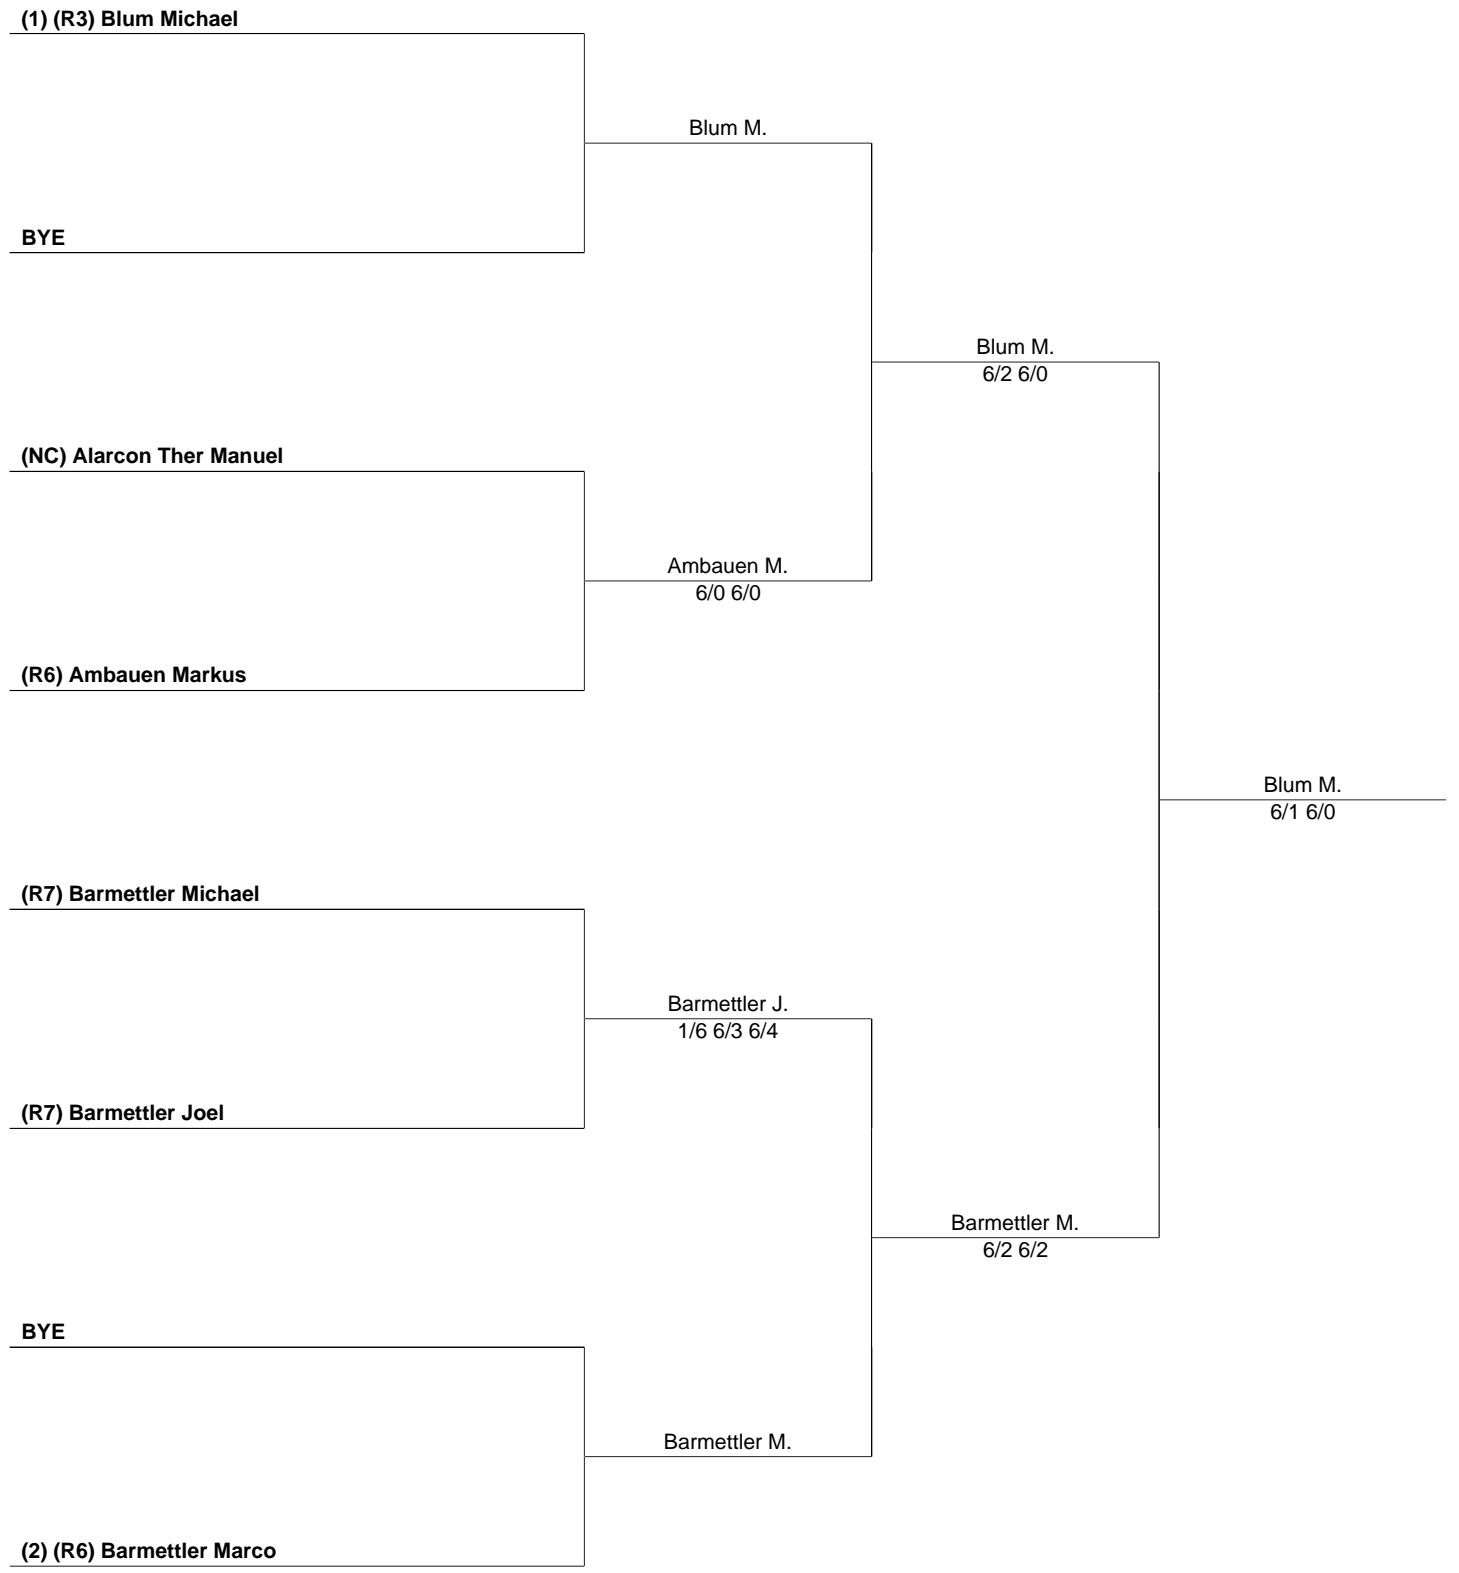 (1) (R3) Blum Michael
Blum M.
BYE
Blum M.
6/2 6/0
(NC) Alarcon Ther Manuel
Ambauen M.
6/0 6/0
(R6) Ambauen Markus
Blum M.
6/1 6/0
(R7) Barmettler Michael
Barmettler J.
1/6 6/3 6/4
(R7) Barmettler Joel
Barmettler M.
6/2 6/2
BYE
Barmettler M.
(2) (R6) Barmettler Marco